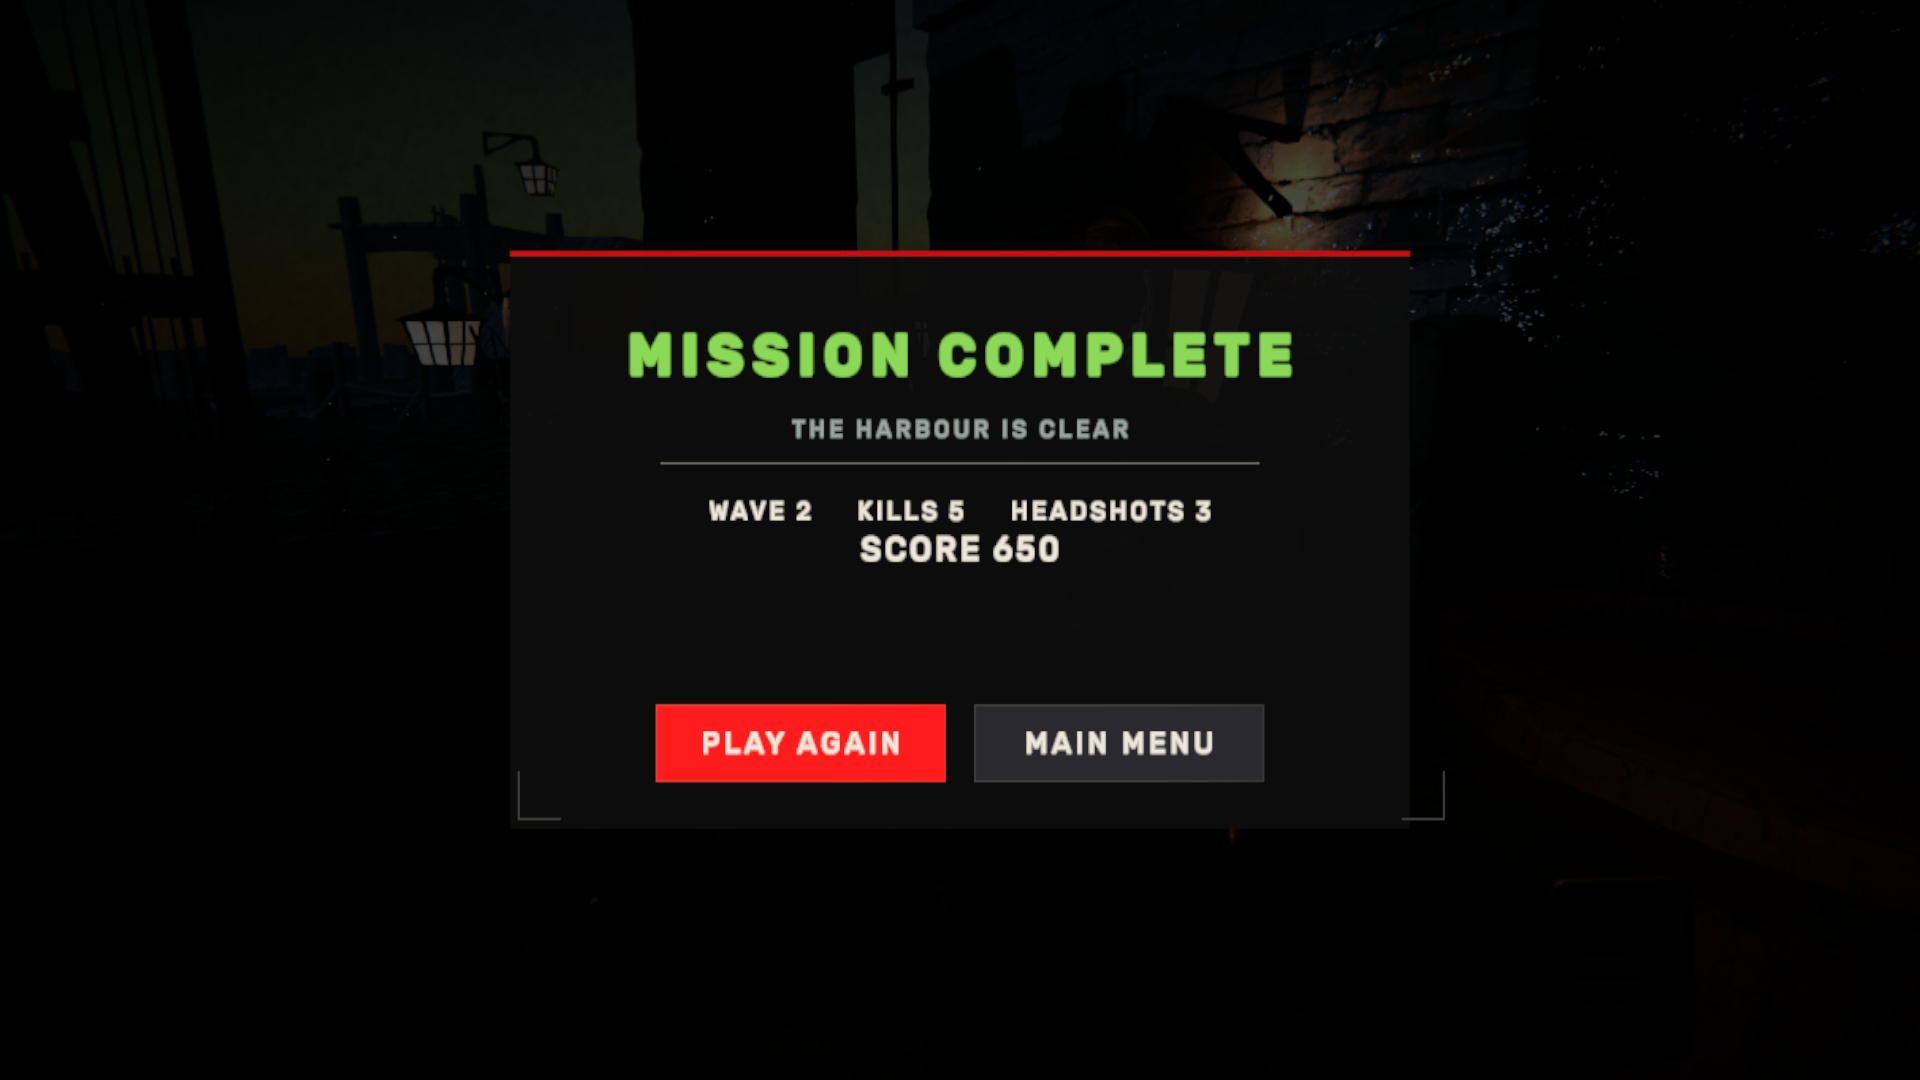 MISSION COMPLETE
THE HARBOUR IS CLEAR
WAVE 2 KILLS 5 HEADSHOTS 3
SCORE 650
PLAY AGAIN MAIN MENU